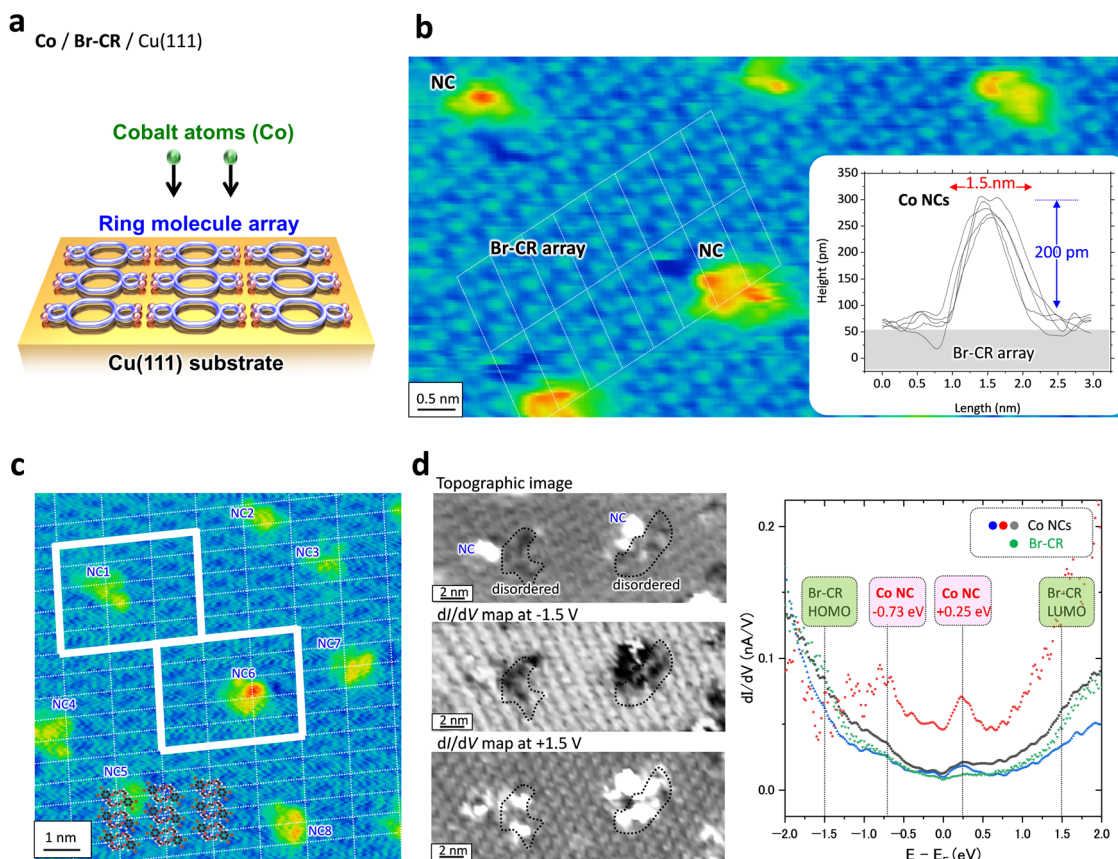 a
Co / Br-CR / Cu(111)
Cobalt atoms (Co)
Ring molecule array
Cu(111) substrate
b
NC
Br-CR array
NC
0.5 nm
350
300
250
200
150
100
50
0
Height (pm)
Co NCs
1.5 nm
200 pm
Br-CR array
0.0 0.5 1.0 1.5 2.0 2.5 3.0
Length (nm)
c
NC2
NC3
NC1
NC7
NC6
NC4
NC5
NC8
1 nm
d
Topographic image
NC
NC
disordered
disordered
2 nm
dI/dV map at -1.5 V
2 nm
dI/dV map at +1.5 V
2 nm
0.2
0.1
0.0
dI/dV (nA/V)
Co NCs
Br-CR
Br-CR
HOMO
Co NC
-0.73 eV
Co NC
+0.25 eV
Br-CR
LUMO
-2.0 -1.5 -1.0 -0.5 0.0 0.5 1.0 1.5 2.0
E – EF (eV)